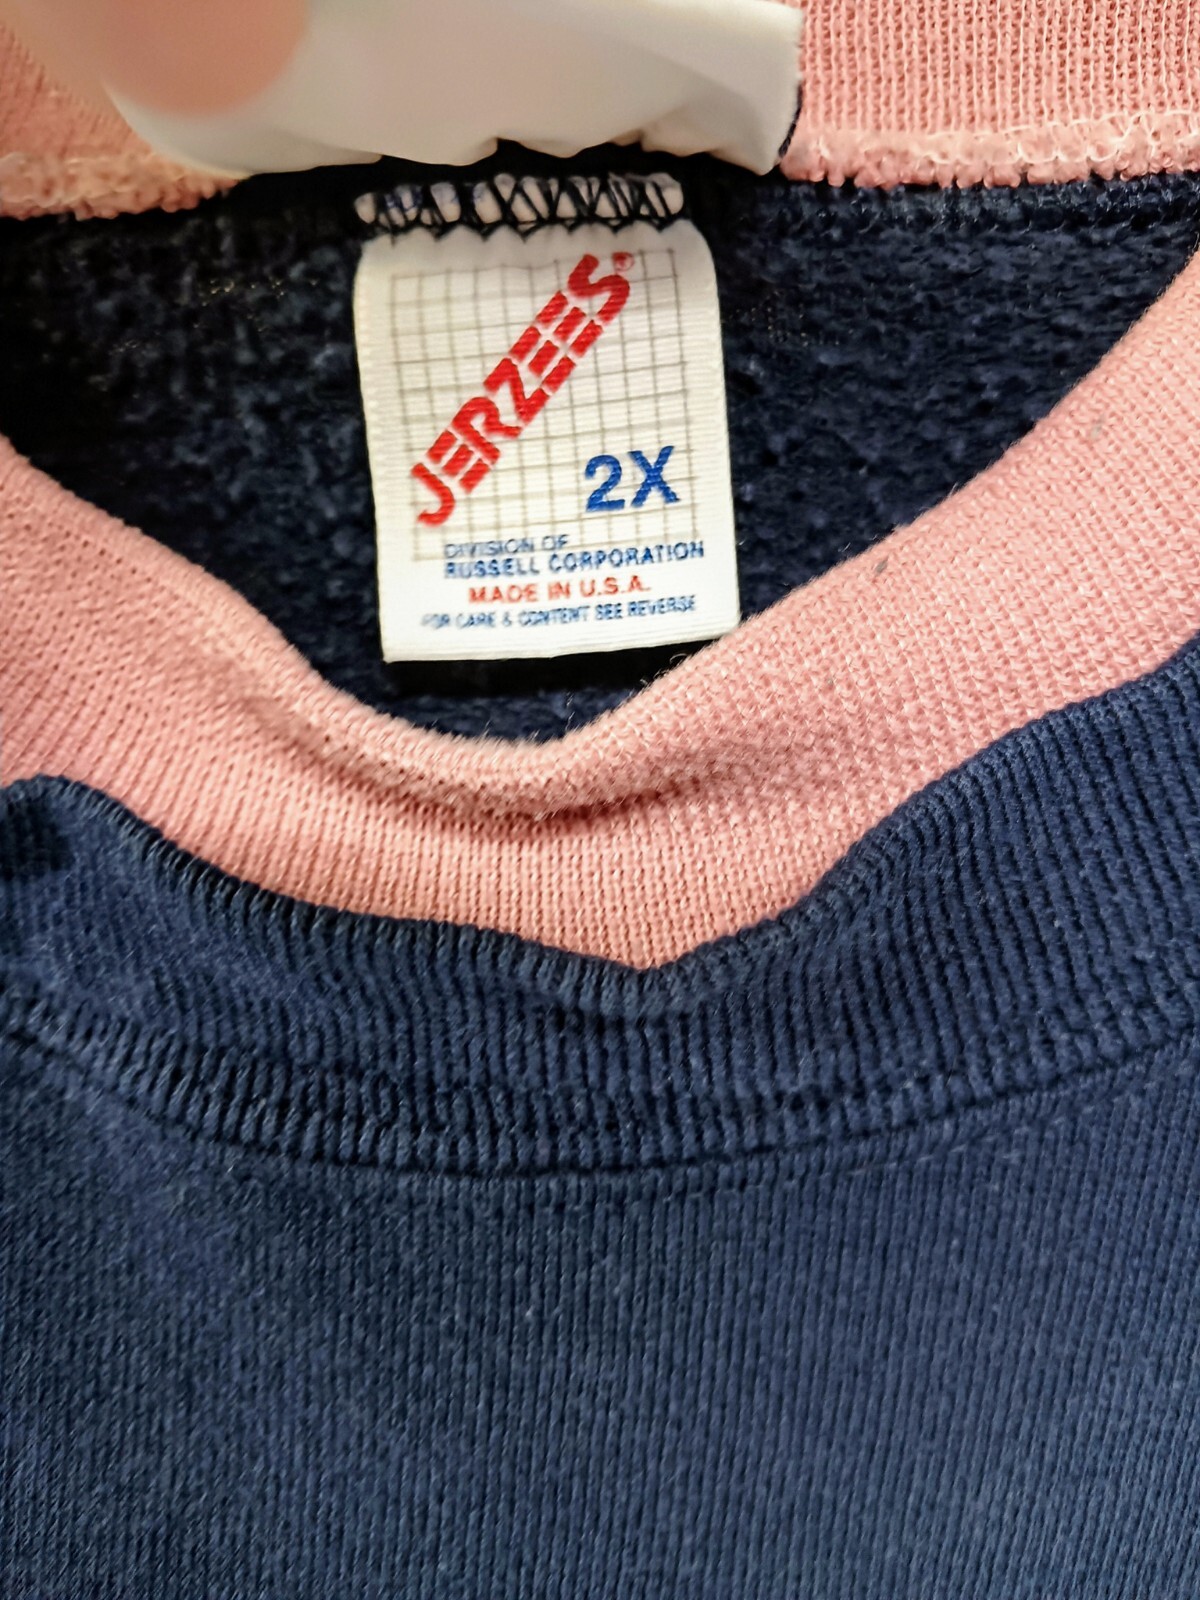 JERZEES®
2X
DIVISION OF
RUSSELL CORPORATION
MADE IN U.S.A.
FOR CARE & CONTENT SEE REVERSE